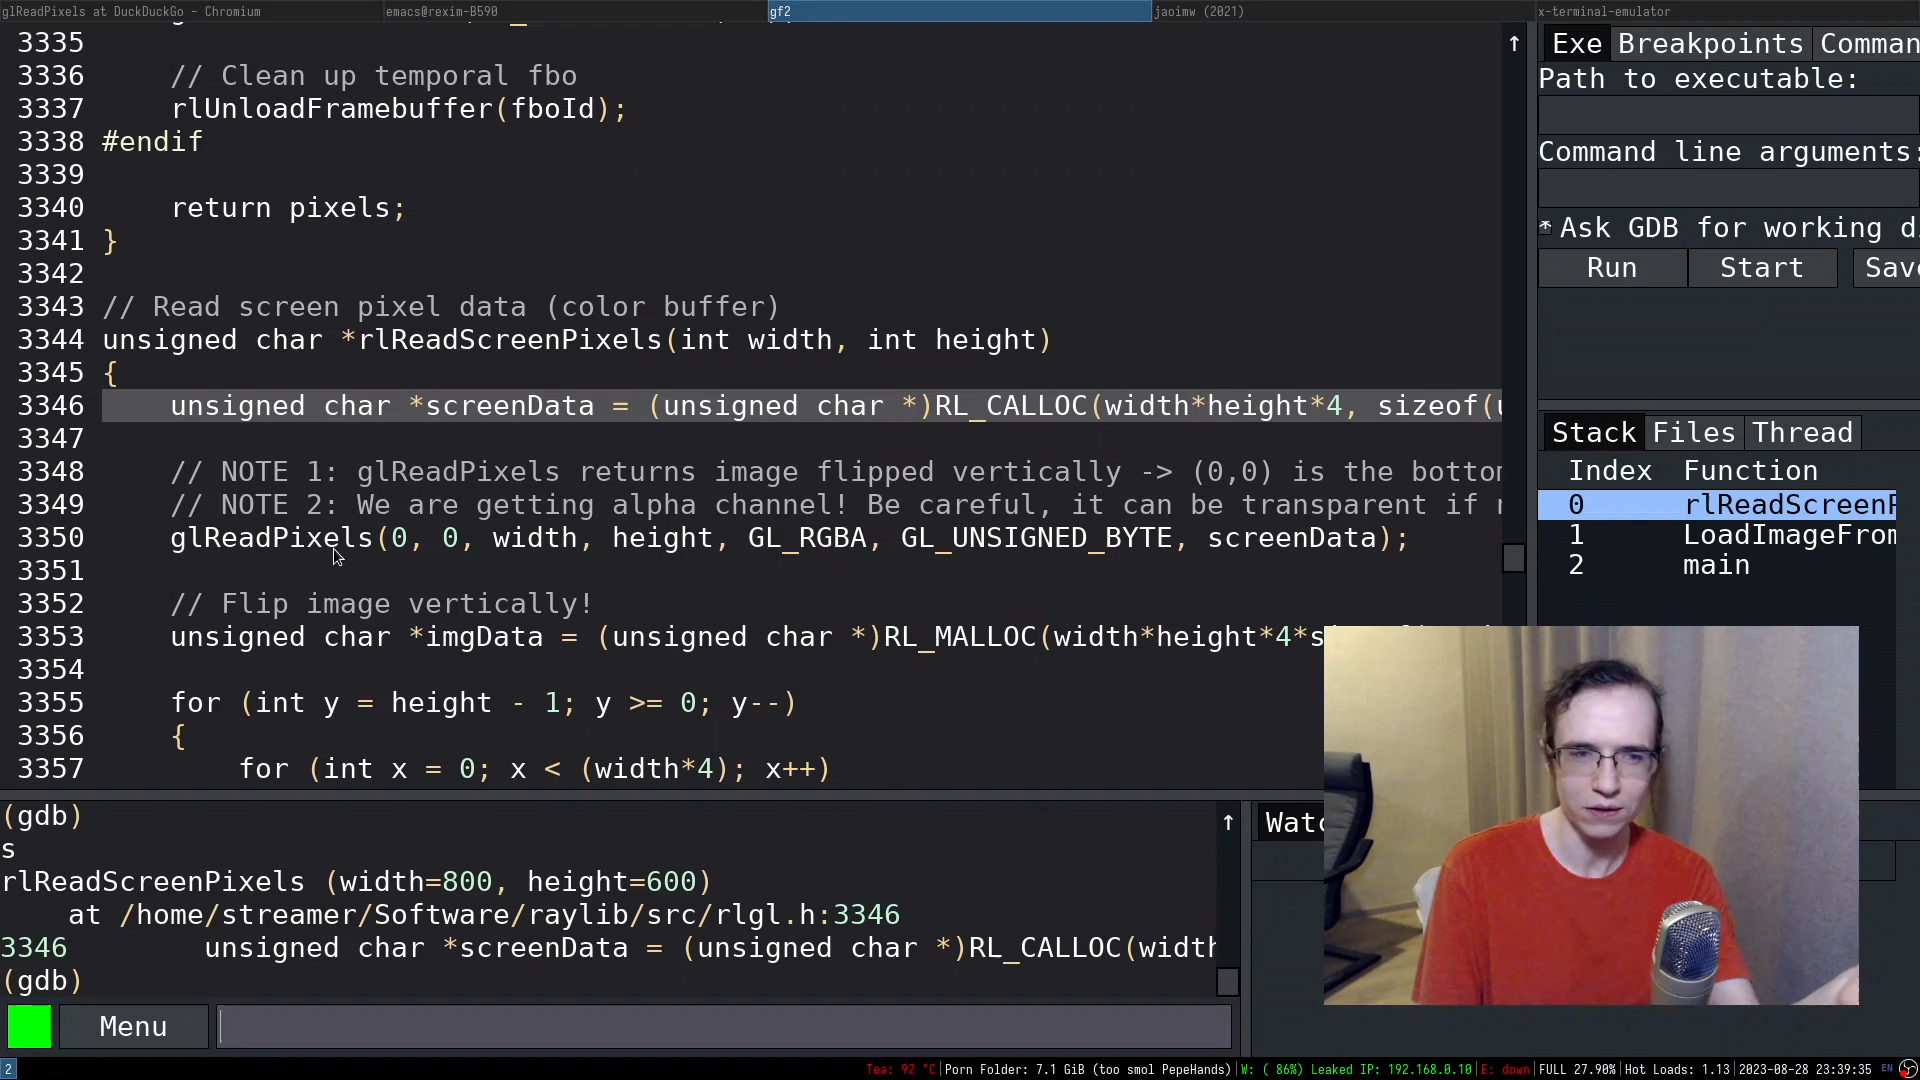 glReadPixels at DuckDuckGo - Chromium
emacs@rexim-B590
gf2
jaoimw (2021)
x-terminal-emulator
3335
3336 // Clean up temporal fbo
3337 rlUnloadFramebuffer(fboId);
3338 #endif
3339
3340 return pixels;
3341 }
3342
3343 // Read screen pixel data (color buffer)
3344 unsigned char *rlReadScreenPixels(int width, int height)
3345 {
3346 unsigned char *screenData = (unsigned char *)RL_CALLOC(width*height*4, sizeof(u
3347
3348 // NOTE 1: glReadPixels returns image flipped vertically -> (0,0) is the bottom
3349 // NOTE 2: We are getting alpha channel! Be careful, it can be transparent if n
3350 glReadPixels(0, 0, width, height, GL_RGBA, GL_UNSIGNED_BYTE, screenData);
3351
3352 // Flip image vertically!
3353 unsigned char *imgData = (unsigned char *)RL_MALLOC(width*height*4*s
3354
3355 for (int y = height - 1; y >= 0; y--)
3356 {
3357 for (int x = 0; x < (width*4); x++)
Exe Breakpoints Comman
Path to executable:
Command line arguments:
* Ask GDB for working d
Run Start Save
Stack Files Thread
Index Function
0 rlReadScreenP
1 LoadImageFrom
2 main
(gdb)
s
rlReadScreenPixels (width=800, height=600)
at /home/streamer/Software/raylib/src/rlgl.h:3346
3346 unsigned char *screenData = (unsigned char *)RL_CALLOC(width
(gdb)
Watc
Menu
2
Tea: 92 °C|Porn Folder: 7.1 GiB (too smol PepeHands)|W: ( 86%) Leaked IP: 192.168.0.10|E: down|FULL 27.90%|Hot Loads: 1.13|2023-08-28 23:39:35 EN